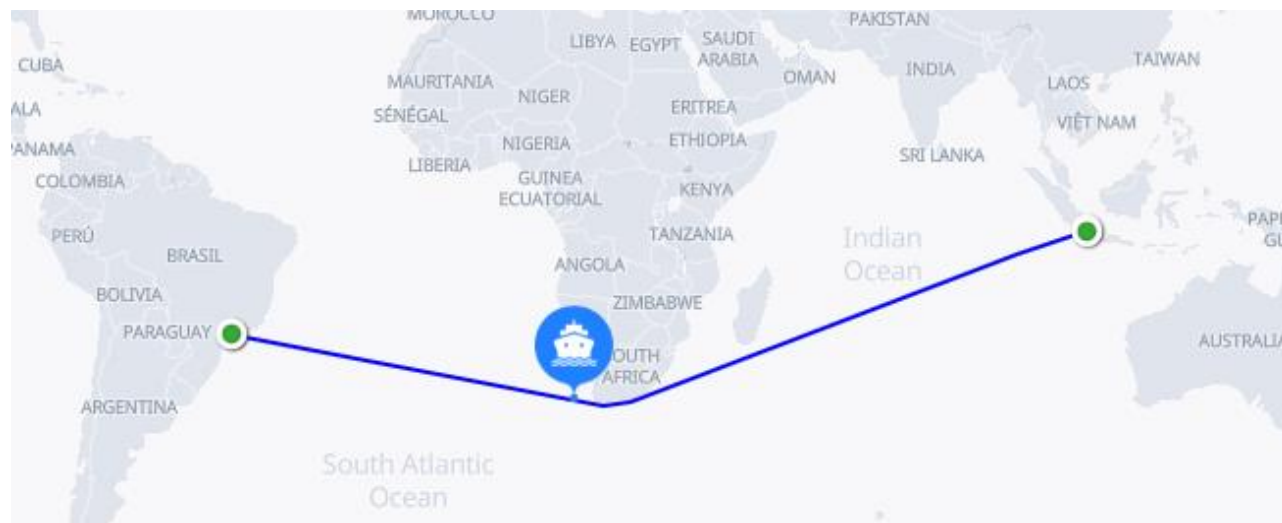 MOROCCO
PAKISTAN
LIBYA
EGYPT
SAUDI
ARABIA
TAIWAN
CUBA
INDIA
OMAN
LAOS
MAURITANIA
NIGER
ALA
SÉNÉGAL
ERITREA
VIỆT NAM
PANAMA
NIGERIA
ETHIOPIA
LIBERIA
SRI LANKA
COLOMBIA
GUINEA
ECUATORIAL
KENYA
PERÚ
BRASIL
TANZANIA
Indian
Ocean
PAP
GU
ANGOLA
BOLIVIA
ZIMBABWE
PARAGUAY
OUTH
AFRICA
AUSTRALIA
ARGENTINA
South Atlantic
Ocean